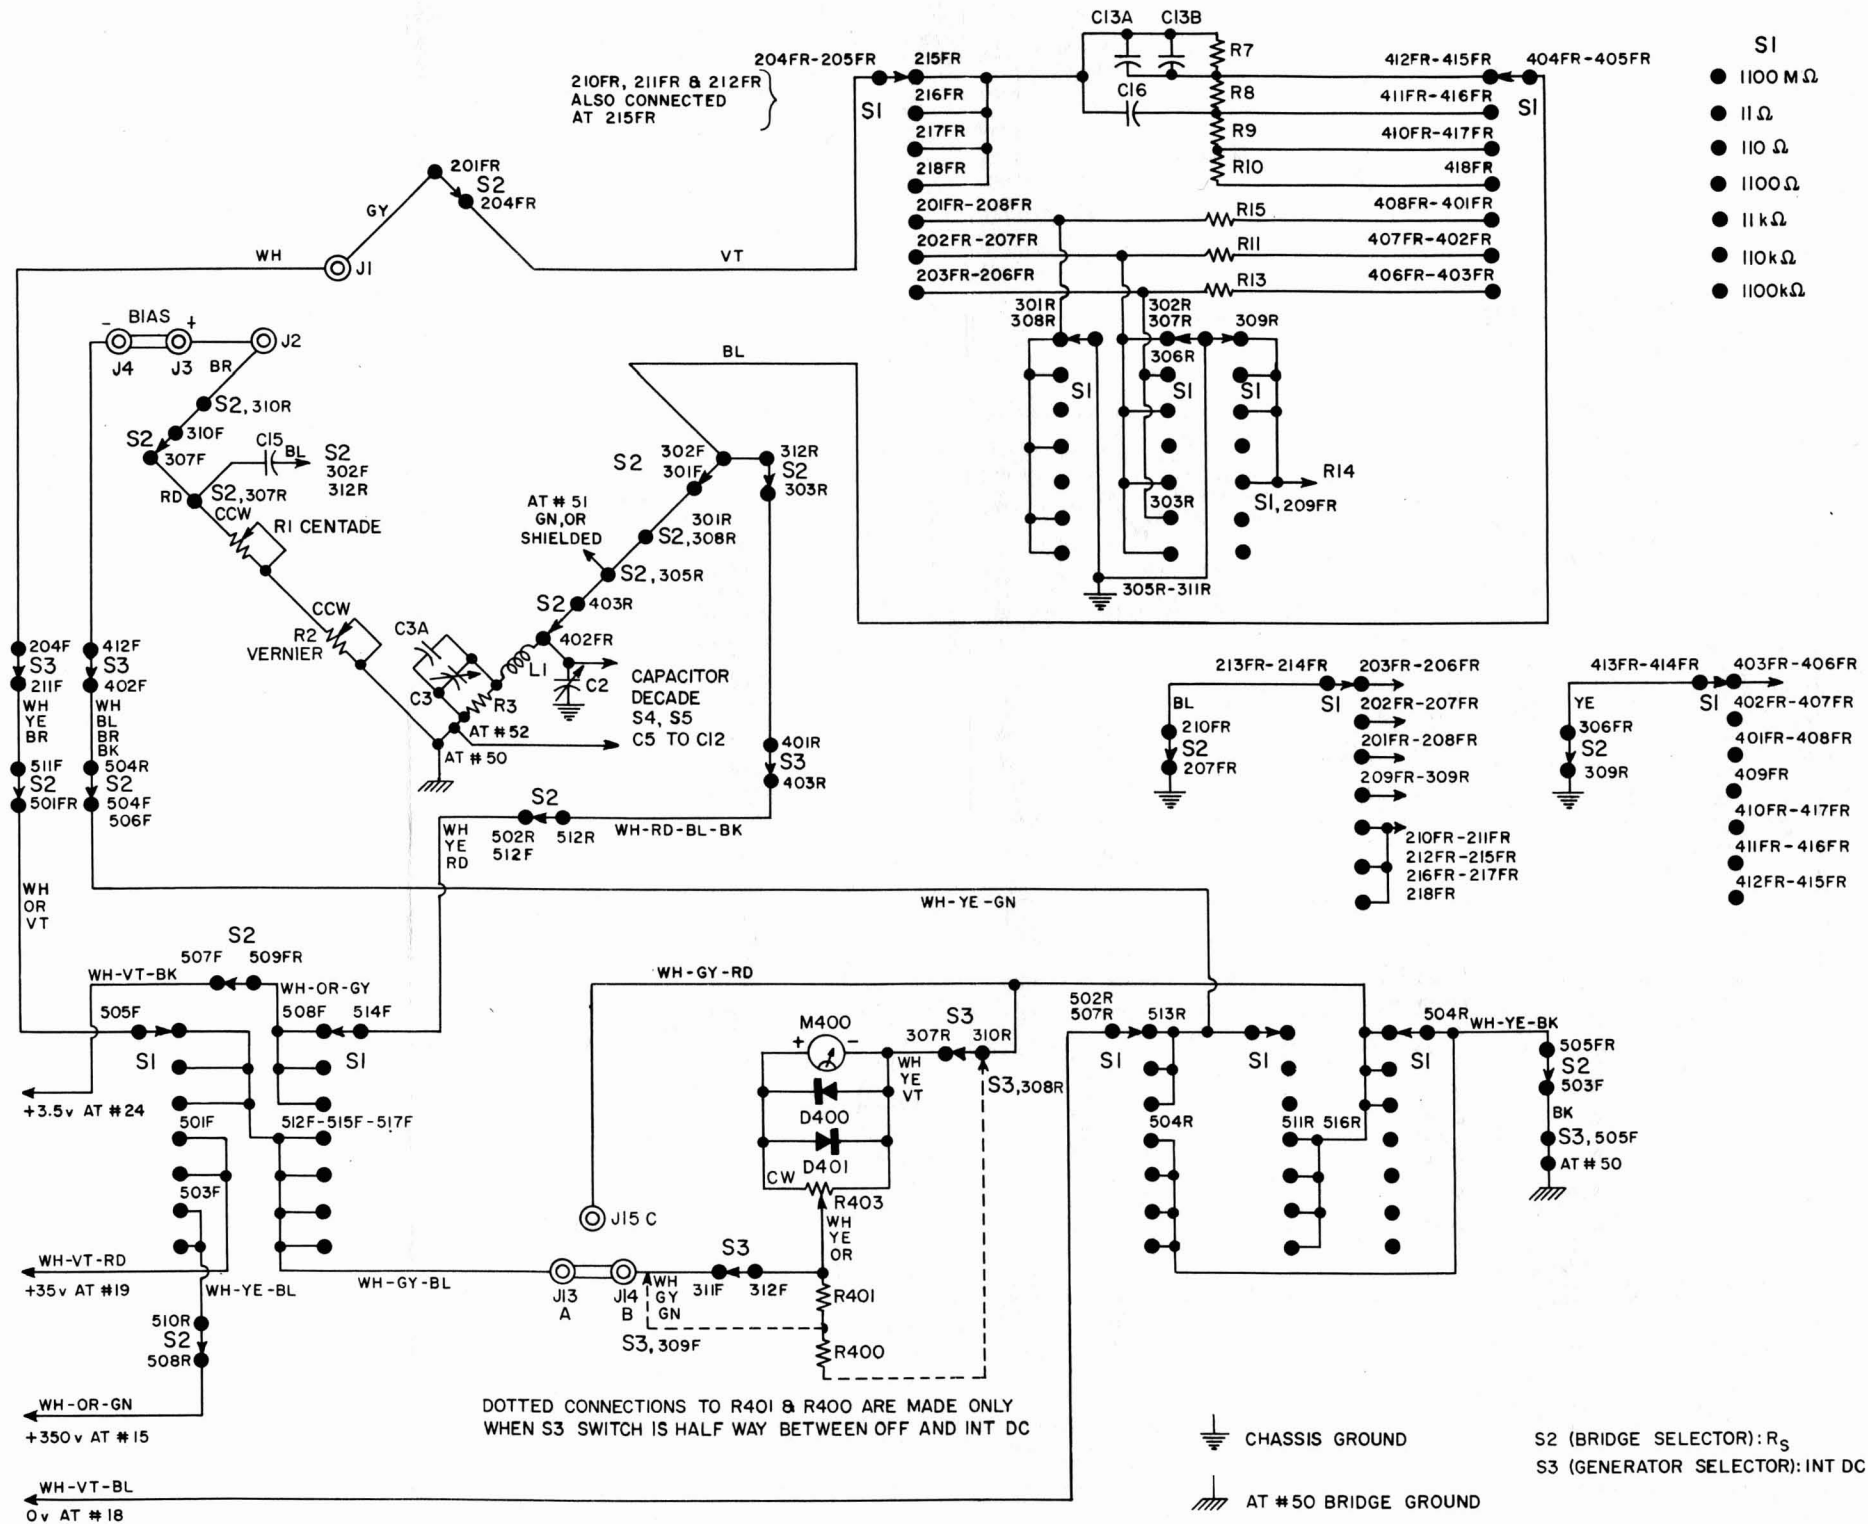 C13A C13B
204FR-205FR
215FR
R7
412FR-415FR
404FR-405FR
S1
210FR, 211FR & 212FR
ALSO CONNECTED
AT 215FR
S1
216FR
C16
R8
411FR-416FR
S1
217FR
R9
410FR-417FR
218FR
R10
418FR
201FR-208FR
R15
408FR-401FR
202FR-207FR
R11
407FR-402FR
203FR-206FR
R13
406FR-403FR
1100 MΩ
11Ω
110 Ω
1100Ω
11kΩ
110kΩ
1100kΩ
201FR
S2
204FR
GY
WH
J1
VT
301R
308R
302R
307R
309R
306R
S1
S1
S1
303R
R14
S1, 209FR
305R-311R
- BIAS +
J4
J3
J2
BR
S2, 310R
310F
S2
307F
C15
BL
S2
302F
312R
RD
S2, 307R
CCW
R1 CENTADE
CCW
R2
VERNIER
BL
S2
302F
301F
312R
S2
303R
AT #51
GN, OR
SHIELDED
301R
S2, 308R
S2, 305R
S2
403R
402FR
C3A
C3
R3
L1
C2
CAPACITOR
DECADE
S4, S5
C5 TO C12
AT #52
AT #50
204F
S3
211F
WH
YE
BR
511F
S2
501FR
412F
S3
402F
WH
BL
BR
BK
504R
S2
504F
506F
401R
S3
403R
S2
502R
512F
512R
WH-RD-BL-BK
WH
YE
RD
213FR-214FR
203FR-206FR
S1
BL
202FR-207FR
210FR
S2
207FR
201FR-208FR
209FR-309R
210FR-211FR
212FR-215FR
216FR-217FR
218FR
413FR-414FR
403FR-406FR
S1
YE
402FR-407FR
306FR
S2
309R
401FR-408FR
409FR
410FR-417FR
411FR-416FR
412FR-415FR
WH
OR
VT
WH-YE-GN
S2
507F
509FR
WH-VT-BK
WH-OR-GY
505F
508F
514F
S1
S1
+3.5v AT #24
501F
512F-515F-517F
503F
WH-VT-RD
+35v AT #19
WH-YE-BL
WH-GY-BL
510R
S2
508R
WH-OR-GN
+350v AT #15
WH-VT-BL
0v AT #18
WH-GY-RD
M400
+ -
S3
307R
310R
WH
YE
VT
S3, 308R
D400
D401
CW
R403
WH
YE
OR
J15 C
J13
A
J14
B
WH
GY
GN
S3
311F
312F
R401
S3, 309F
R400
DOTTED CONNECTIONS TO R401 & R400 ARE MADE ONLY
WHEN S3 SWITCH IS HALF WAY BETWEEN OFF AND INT DC
502R
507R
513R
S1
S1
504R
S1
WH-YE-BK
504R
511R
516R
505FR
S2
503F
BK
S3, 505F
AT #50
CHASSIS GROUND
AT #50 BRIDGE GROUND
S2 (BRIDGE SELECTOR): RS
S3 (GENERATOR SELECTOR): INT DC